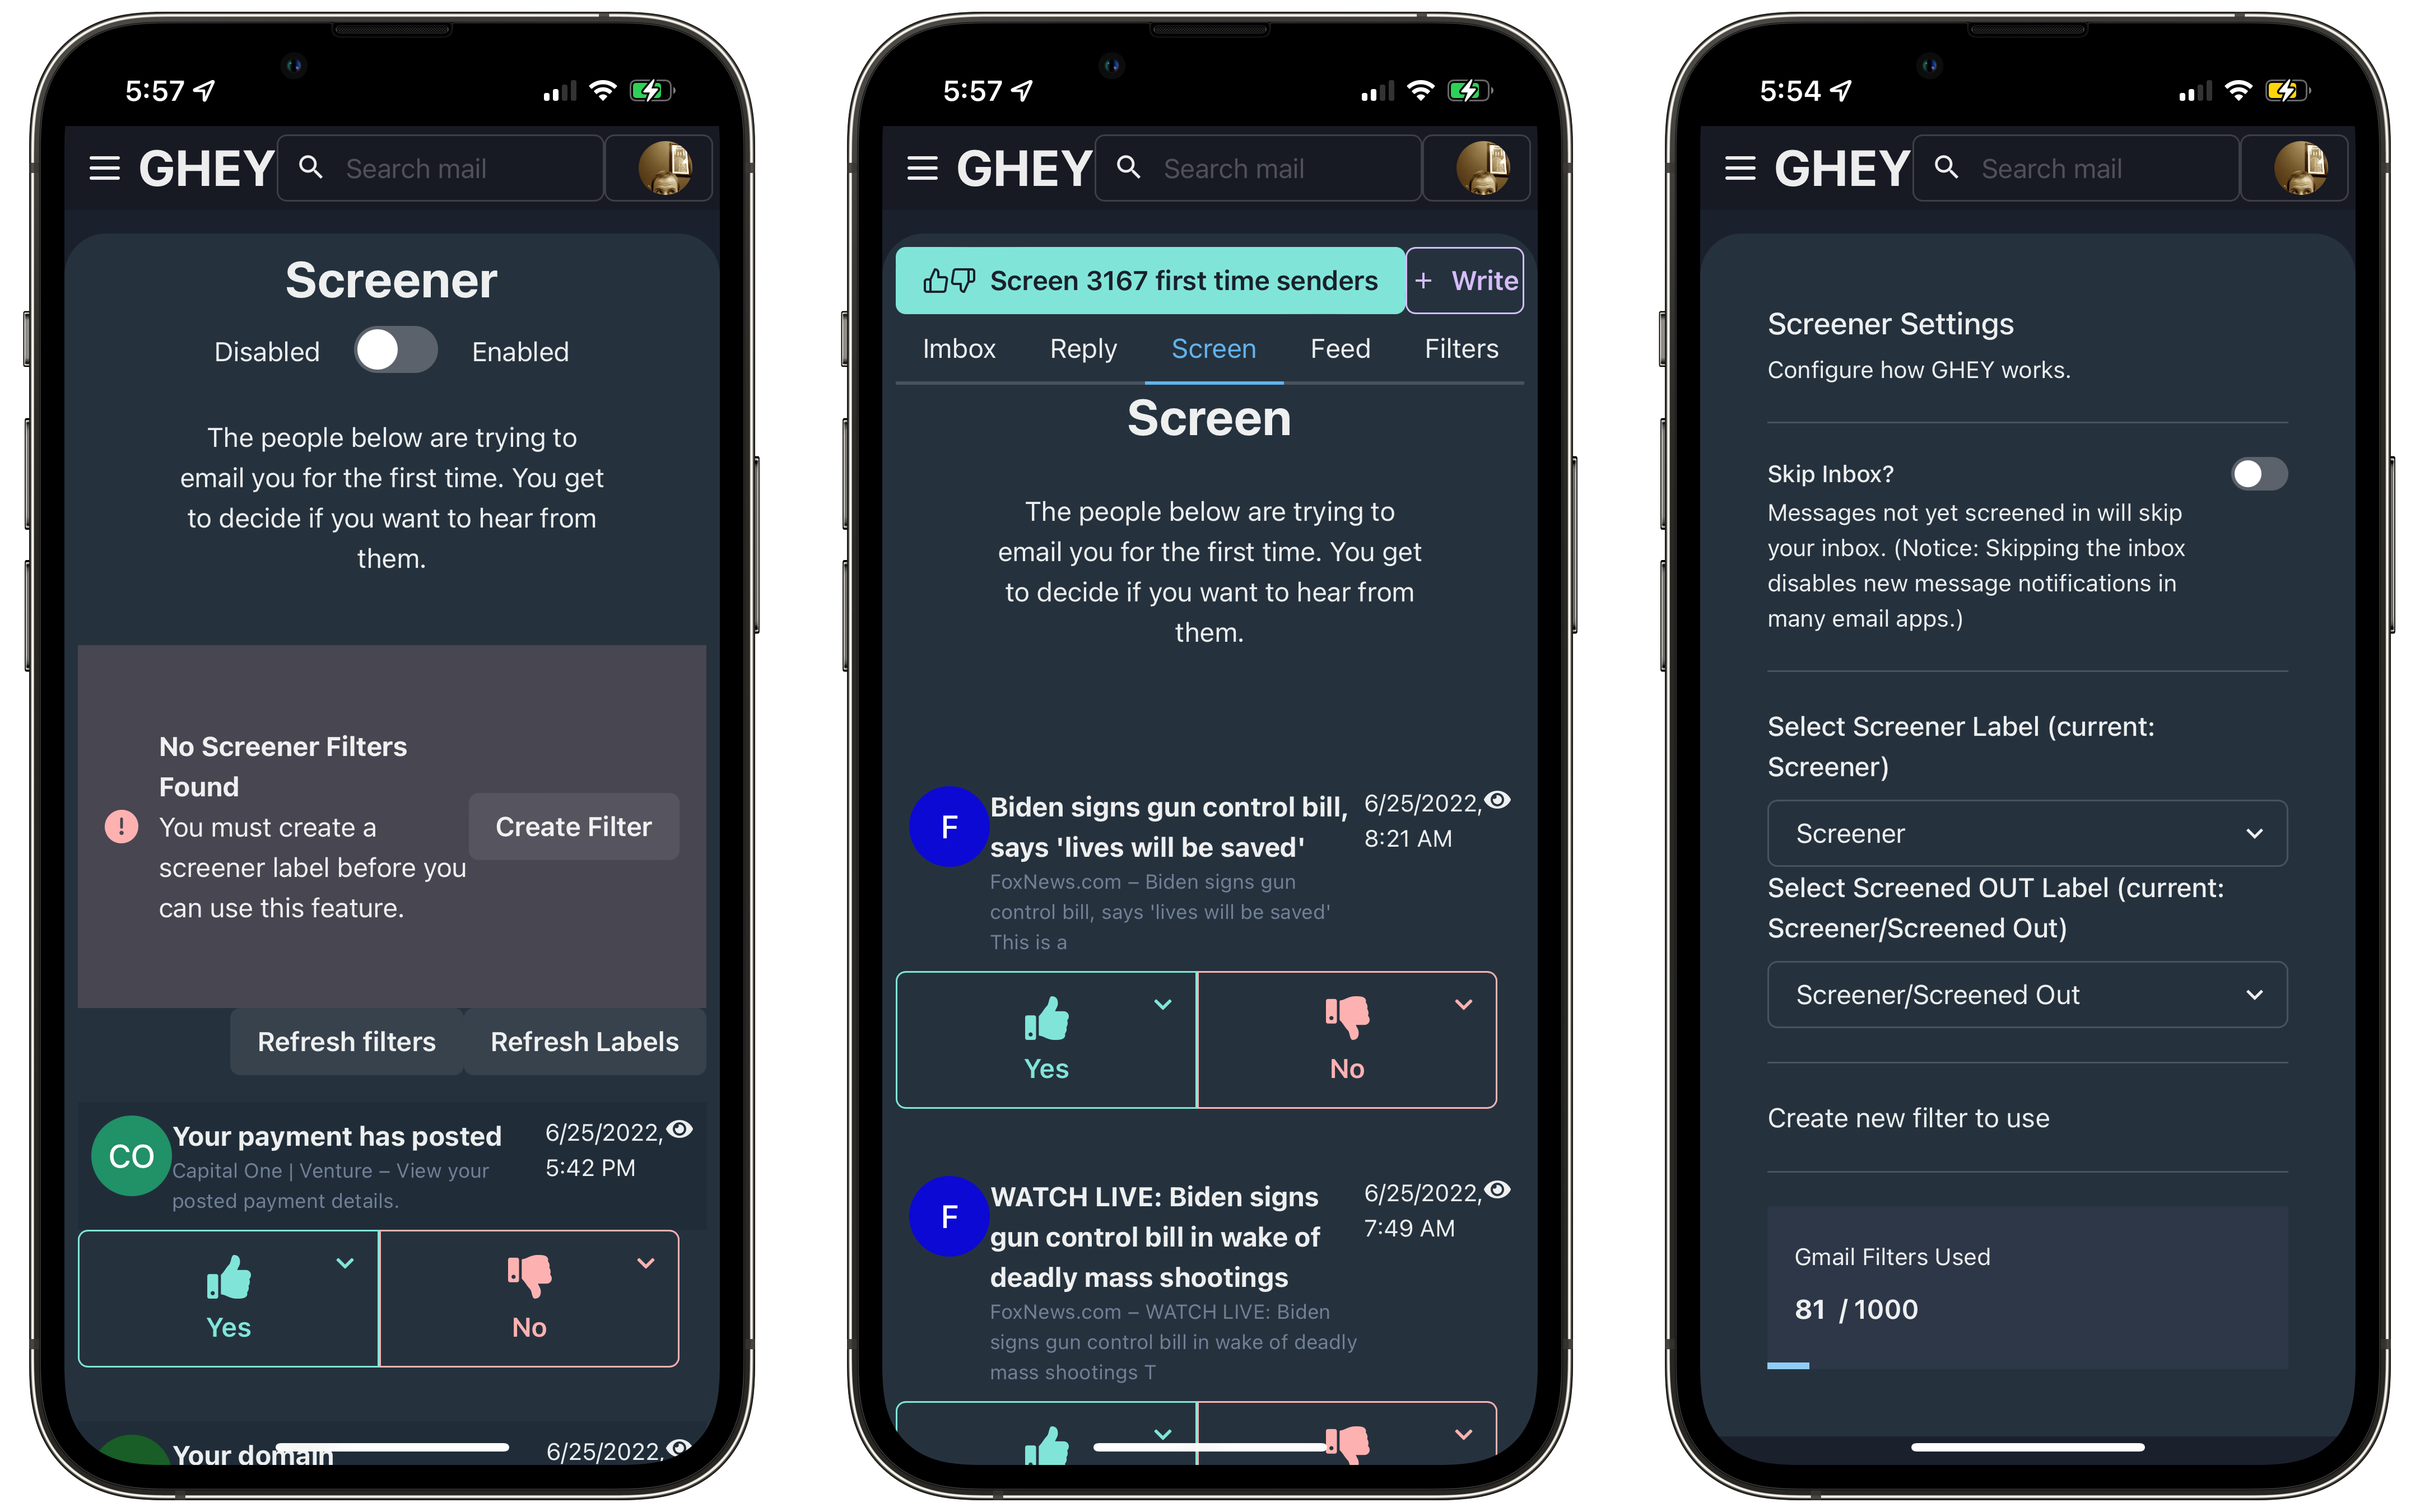 5:57
GHEY
Search mail
Screener
Disabled
Enabled
The people below are trying to
email you for the first time. You get
to decide if you want to hear from
them.
No Screener Filters
Found
You must create a
screener label before you
can use this feature.
Create Filter
Refresh filters
Refresh Labels
CO
Your payment has posted
Capital One | Venture – View your
posted payment details.
6/25/2022,
5:42 PM
Yes
No
Your domain
6/25/2022,
5:57
GHEY
Search mail
Screen 3167 first time senders
+ Write
Imbox
Reply
Screen
Feed
Filters
Screen
The people below are trying to
email you for the first time. You get
to decide if you want to hear from
them.
F
Biden signs gun control bill,
says 'lives will be saved'
FoxNews.com – Biden signs gun
control bill, says 'lives will be saved'
This is a
6/25/2022,
8:21 AM
Yes
No
F
WATCH LIVE: Biden signs
gun control bill in wake of
deadly mass shootings
FoxNews.com – WATCH LIVE: Biden
signs gun control bill in wake of deadly
mass shootings T
6/25/2022,
7:49 AM
5:54
GHEY
Search mail
Screener Settings
Configure how GHEY works.
Skip Inbox?
Messages not yet screened in will skip
your inbox. (Notice: Skipping the inbox
disables new message notifications in
many email apps.)
Select Screener Label (current:
Screener)
Screener
Select Screened OUT Label (current:
Screener/Screened Out)
Screener/Screened Out
Create new filter to use
Gmail Filters Used
81 / 1000